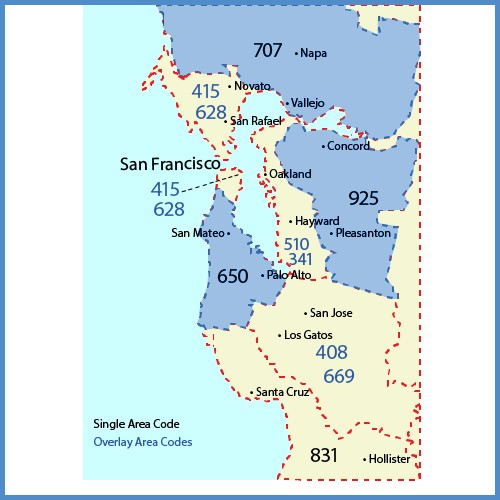 707
Napa
415
Novato
628
Vallejo
San Rafael
Concord
San Francisco
Oakland
415
628
925
San Mateo
Hayward
Pleasanton
510
341
650
Palo Alto
San Jose
Los Gatos
408
669
Santa Cruz
Single Area Code
Overlay Area Codes
831
Hollister